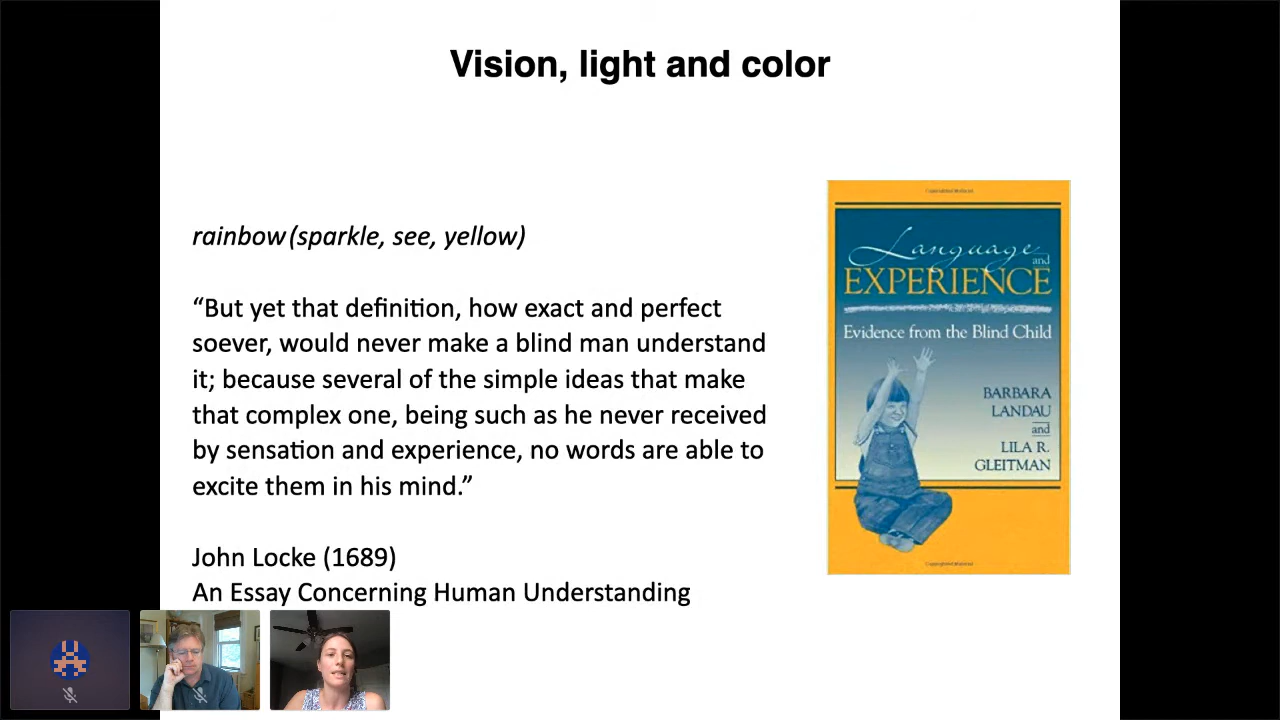 Vision, light and color
rainbow (sparkle, see, yellow)
“But yet that definition, how exact and perfect
soever, would never make a blind man understand
it; because several of the simple ideas that make
that complex one, being such as he never received
by sensation and experience, no words are able to
excite them in his mind.”
John Locke (1689)
An Essay Concerning Human Understanding
Language
and
EXPERIENCE
Evidence from the Blind Child
BARBARA
LANDAU
and
LILA R.
GLEITMAN